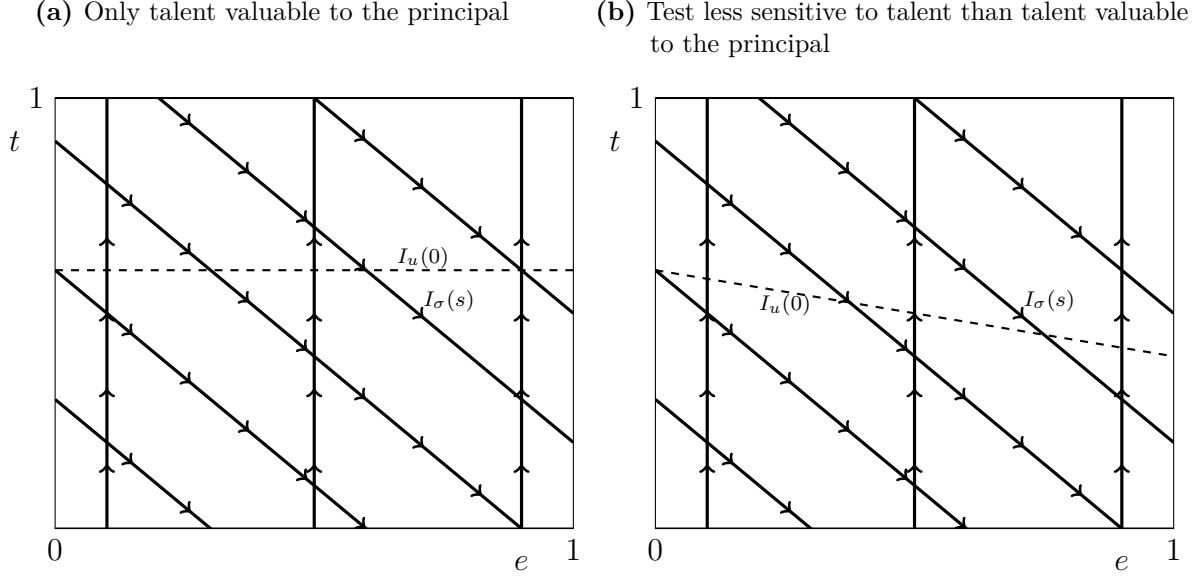 (a) Only talent valuable to the principal
(b) Test less sensitive to talent than talent valuable
to the principal
1
t
I_u(0)
I_σ(s)
0
e
1
1
t
I_u(0)
I_σ(s)
0
e
1